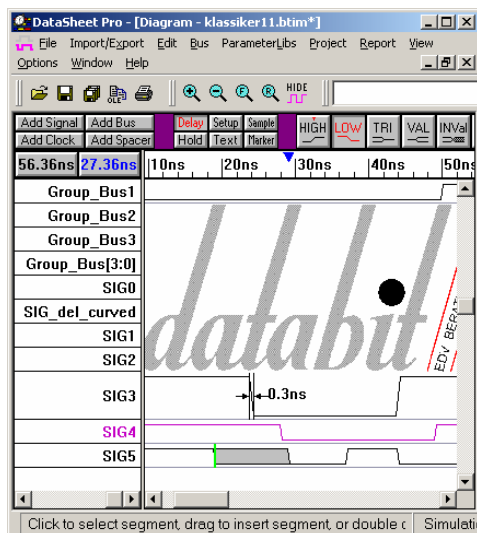 DataSheet Pro - [Diagram - klassiker11.btim*]
File Import/Export Edit Bus ParameterLibs Project Report View
Options Window Help
HIDE
Add Signal Add Bus Delay Setup Sample HIGH LOW TRI VAL INVal
Add Clock Add Spacer Hold Text Marker
56.36ns 27.36ns 10ns 20ns 30ns 40ns 50ns
Group_Bus1
Group_Bus2
Group_Bus3
Group_Bus[3:0]
SIG0
SIG_del_curved
SIG1
SIG2
databit
EDV BERAT
SIG3 0.3ns
SIG4
SIG5
Click to select segment, drag to insert segment, or double c Simulati